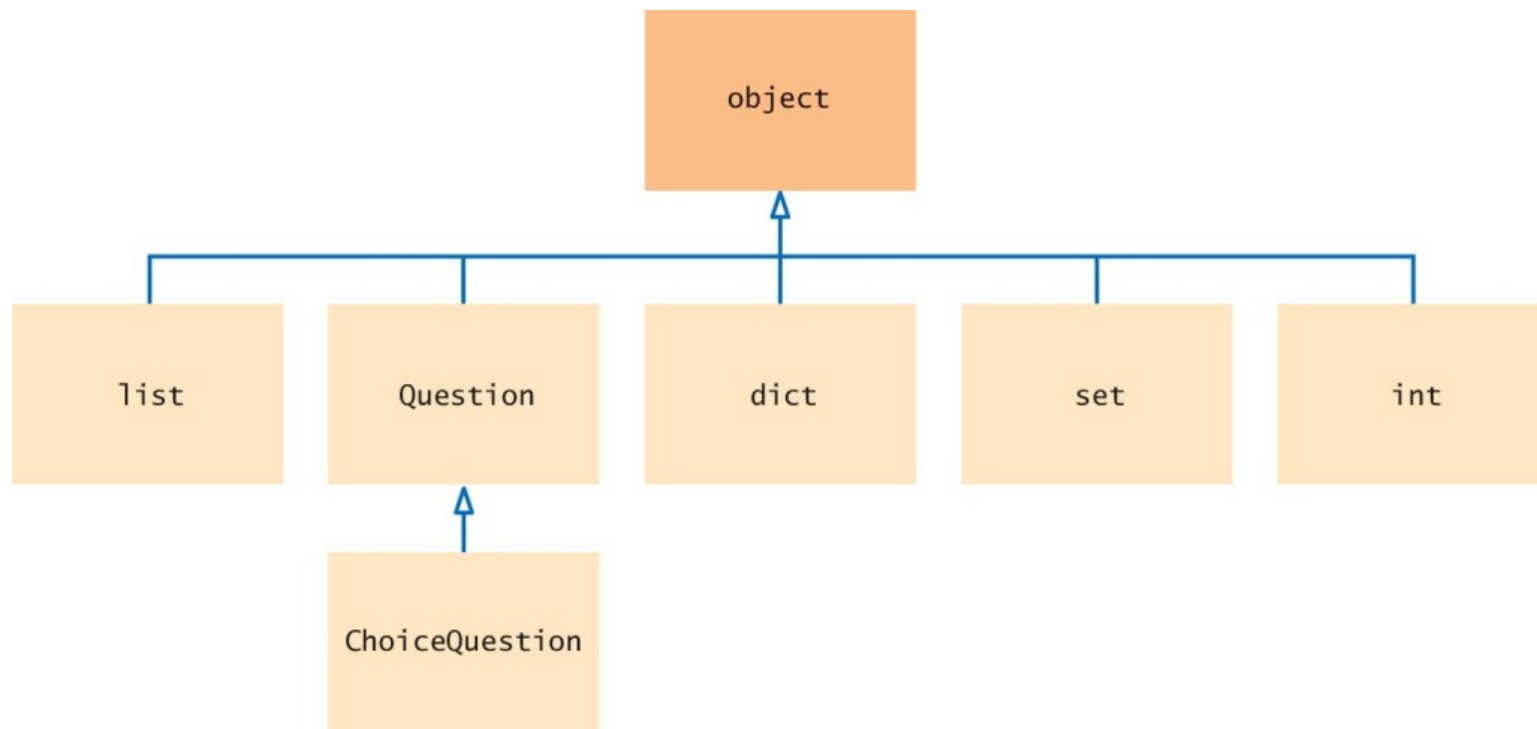 object
list
Question
dict
set
int
ChoiceQuestion